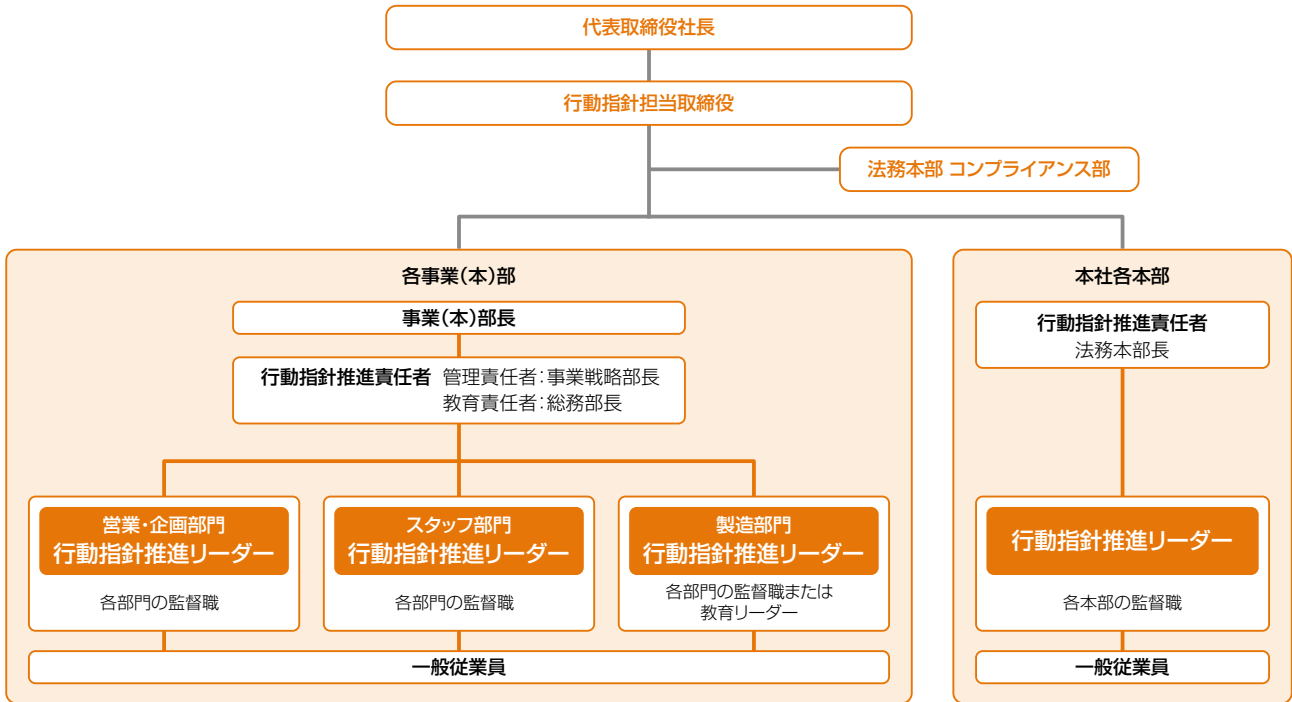 代表取締役社長
行動指針担当取締役
法務本部 コンプライアンス部
各事業(本)部
事業(本)部長
行動指針推進責任者 管理責任者:事業戦略部長
教育責任者:総務部長
営業・企画部門
行動指針推進リーダー
各部門の監督職
スタッフ部門
行動指針推進リーダー
各部門の監督職
製造部門
行動指針推進リーダー
各部門の監督職または
教育リーダー
一般従業員
本社各本部
行動指針推進責任者
法務本部長
行動指針推進リーダー
各本部の監督職
一般従業員